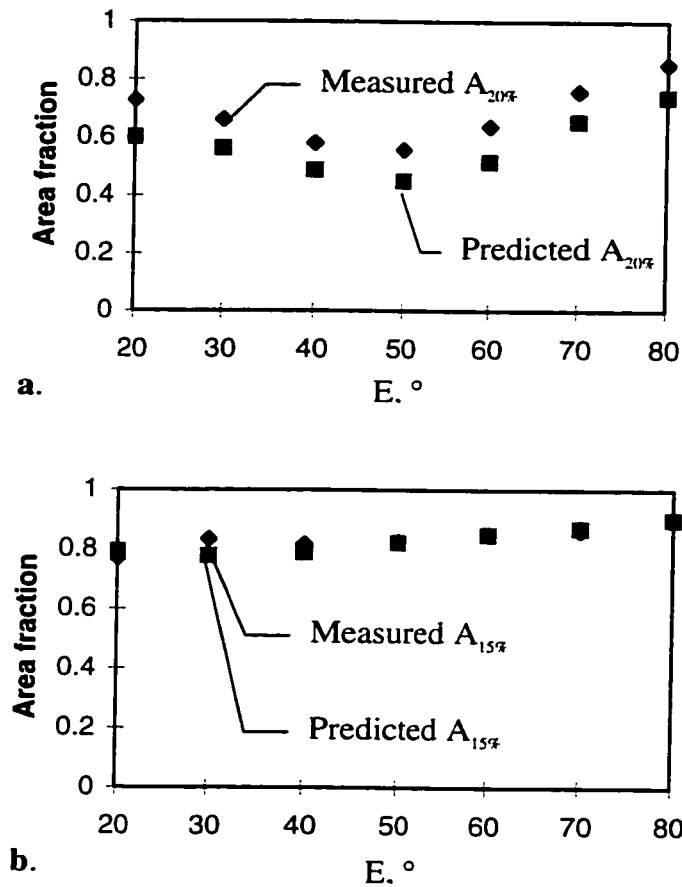 1
0.8
0.6
0.4
0.2
0
Area fraction
Measured A20%
Predicted A20%
20 30 40 50 60 70 80
E, °
a.
1
0.8
0.6
0.4
0.2
0
Area fraction
Measured A15%
Predicted A15%
20 30 40 50 60 70 80
E, °
b.